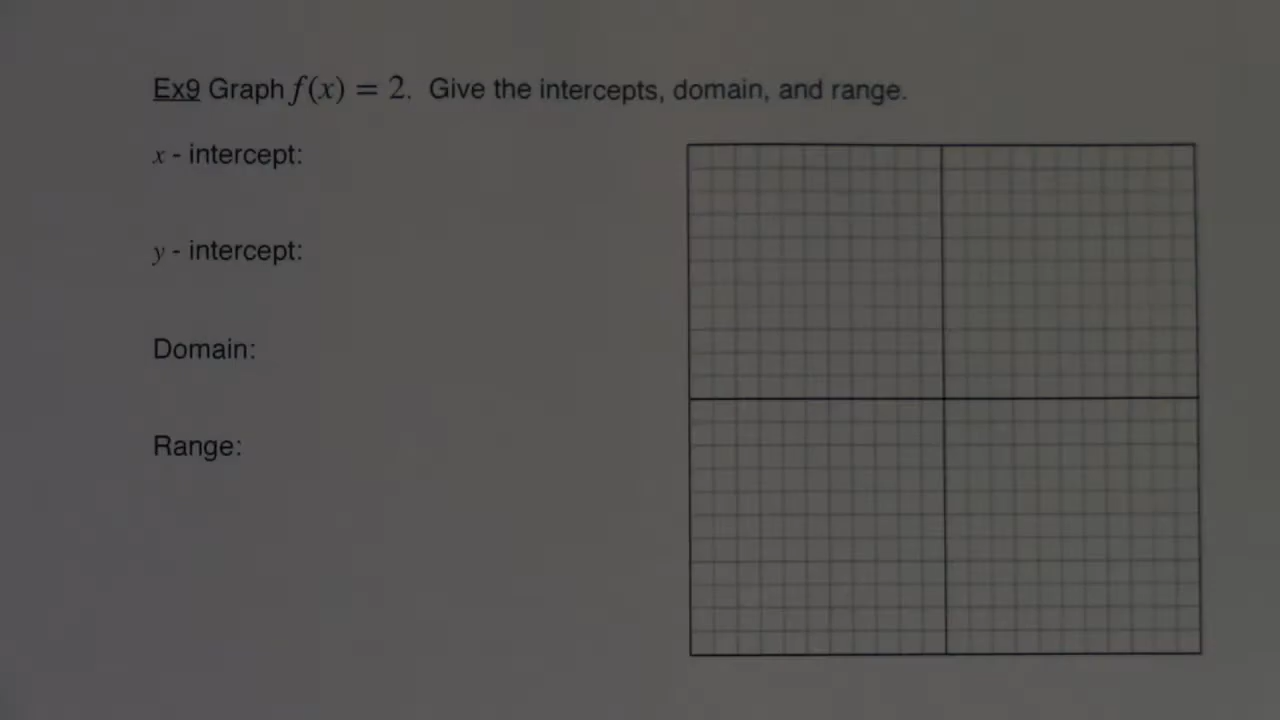 Ex9 Graph f(x) = 2. Give the intercepts, domain, and range.
x - intercept:
y - intercept:
Domain:
Range: